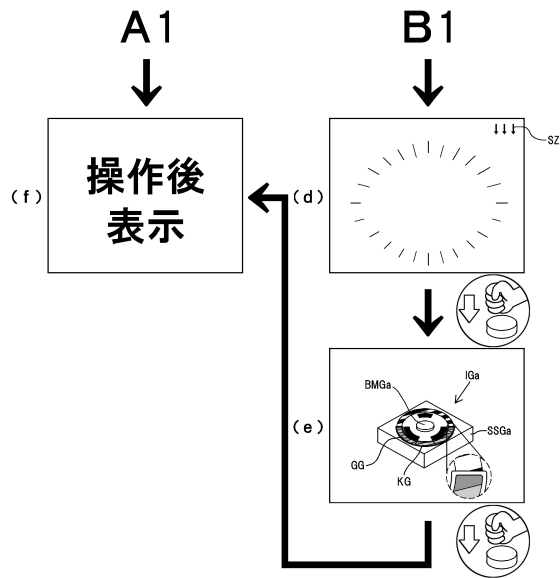 A1
B1
(f)
操作後
表示
(d)
SZ
(e)
BMGa
IGa
SSGa
GG
KG